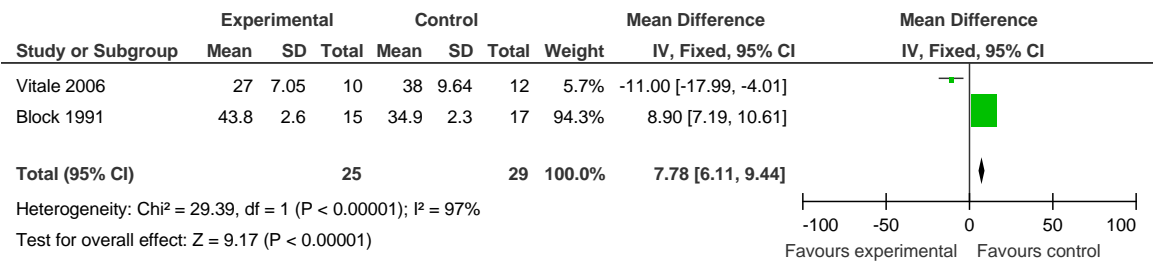 Experimental Control Mean Difference Mean Difference
Study or Subgroup Mean SD Total Mean SD Total Weight IV, Fixed, 95% CI IV, Fixed, 95% CI
Vitale 2006 27 7.05 10 38 9.64 12 5.7% -11.00 [-17.99, -4.01]
Block 1991 43.8 2.6 15 34.9 2.3 17 94.3% 8.90 [7.19, 10.61]
Total (95% CI) 25 29 100.0% 7.78 [6.11, 9.44]
Heterogeneity: Chi² = 29.39, df = 1 (P < 0.00001); I² = 97%
Test for overall effect: Z = 9.17 (P < 0.00001)
-100 -50 0 50 100
Favours experimental Favours control